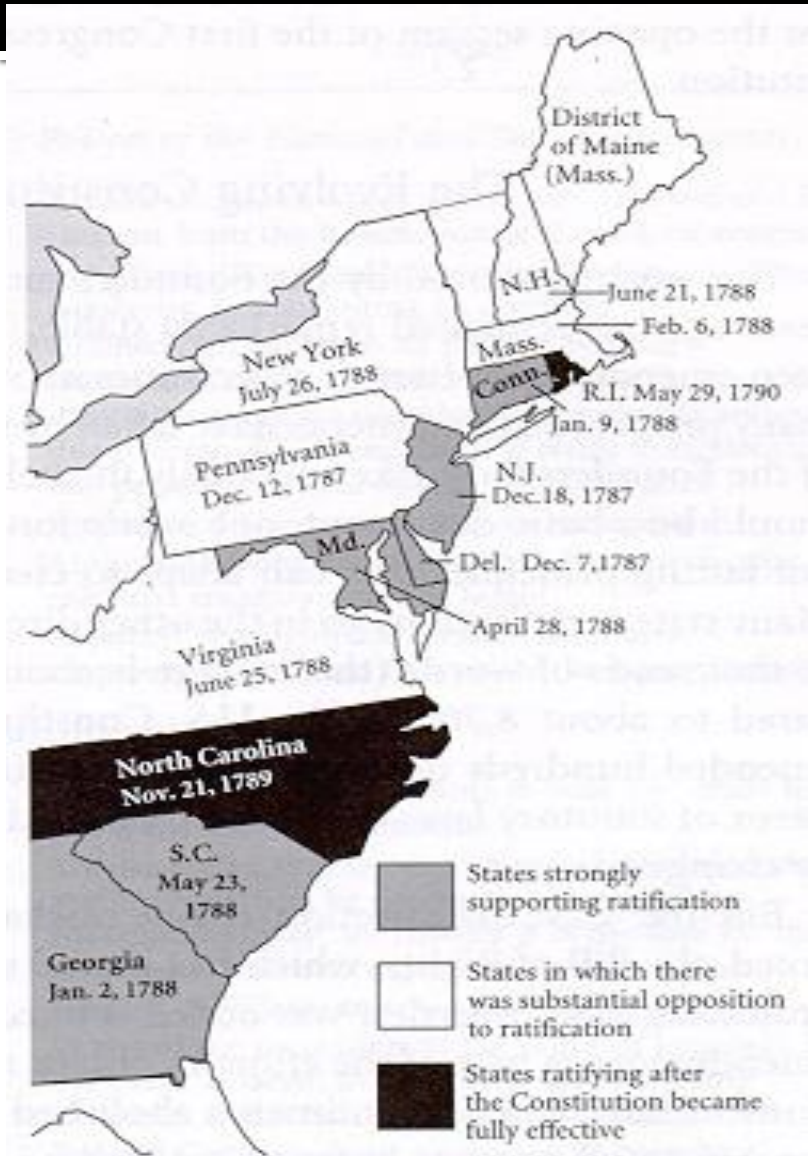 District
of Maine
(Mass.)
N.H.
June 21, 1788
Feb. 6, 1788
Mass.
New York
July 26, 1788
Conn.
R.I. May 29, 1790
Jan. 9, 1788
Pennsylvania
Dec. 12, 1787
N.J.
Dec. 18, 1787
Md.
Del. Dec. 7, 1787
April 28, 1788
Virginia
June 25, 1788
North Carolina
Nov. 21, 1789
S.C.
May 23,
1788
Georgia
Jan. 2, 1788
States strongly
supporting ratification
States in which there
was substantial opposition
to ratification
States ratifying after
the Constitution became
fully effective